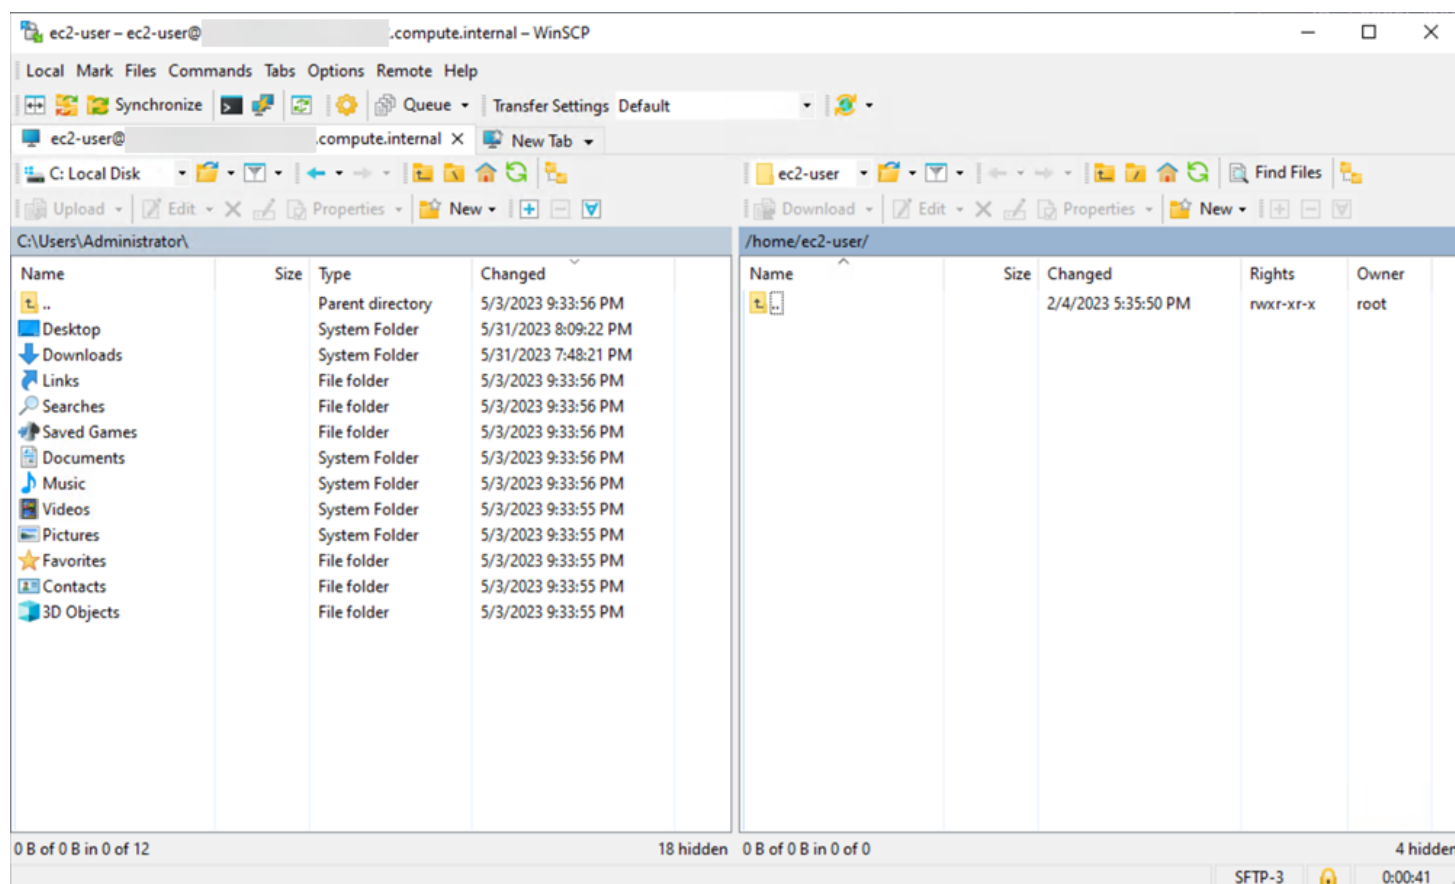 ec2-user – ec2-user@ .compute.internal – WinSCP
Local Mark Files Commands Tabs Options Remote Help
Synchronize Queue Transfer Settings Default
ec2-user@ .compute.internal New Tab
C: Local Disk
ec2-user Find Files
Upload Edit Properties New
Download Edit Properties New
C:\Users\Administrator\
/home/ec2-user/
Name Size Type Changed
.. Parent directory 5/3/2023 9:33:56 PM
Desktop System Folder 5/31/2023 8:09:22 PM
Downloads System Folder 5/31/2023 7:48:21 PM
Links File folder 5/3/2023 9:33:56 PM
Searches File folder 5/3/2023 9:33:56 PM
Saved Games File folder 5/3/2023 9:33:56 PM
Documents System Folder 5/3/2023 9:33:56 PM
Music System Folder 5/3/2023 9:33:56 PM
Videos System Folder 5/3/2023 9:33:55 PM
Pictures System Folder 5/3/2023 9:33:55 PM
Favorites File folder 5/3/2023 9:33:55 PM
Contacts File folder 5/3/2023 9:33:55 PM
3D Objects File folder 5/3/2023 9:33:55 PM
Name Size Changed Rights Owner
.. 2/4/2023 5:35:50 PM rwxr-xr-x root
0 B of 0 B in 0 of 12 18 hidden
0 B of 0 B in 0 of 0 4 hidden
SFTP-3 0:00:41